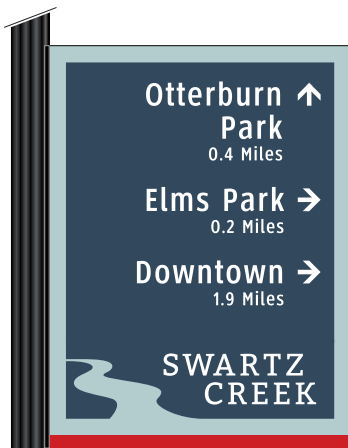 Otterburn ↑
Park
0.4 Miles
Elms Park →
0.2 Miles
Downtown →
1.9 Miles
SWARTZ
CREEK